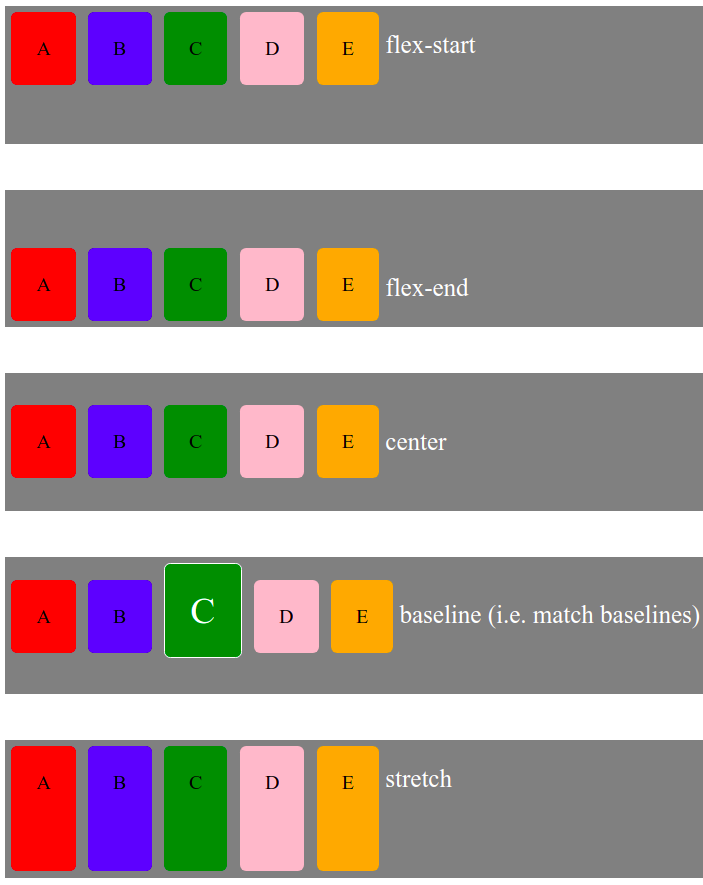 A B C D E flex-start
A B C D E flex-end
A B C D E center
A B C D E baseline (i.e. match baselines)
A B C D E stretch